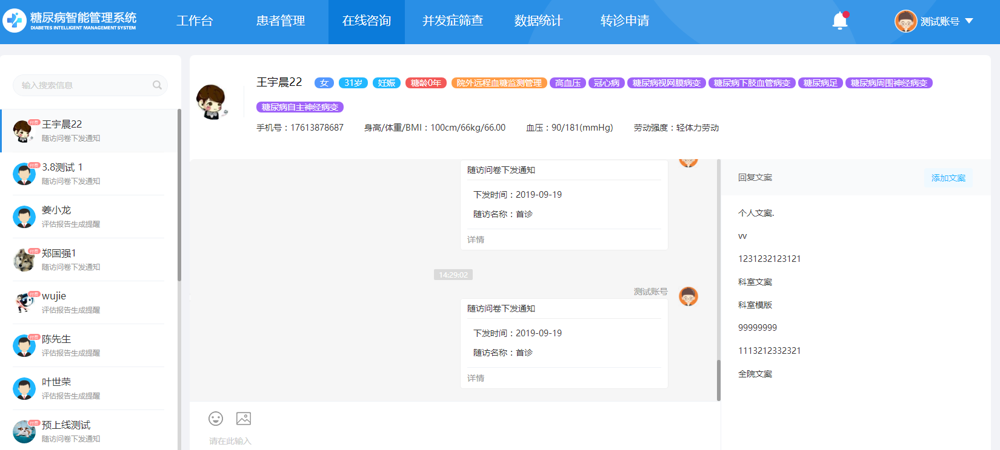 糖尿病智能管理系统
DIABETES INTELLIGENT MANAGEMENT SYSTEM
工作台 患者管理 在线咨询 并发症筛查 数据统计 转诊申请 测试账号
输入搜索信息
付费 王宇晨22
随访问卷下发通知
付费 3.8测试 1
随访问卷下发通知
姜小龙
评估报告生成提醒
付费 郑国强1
随访问卷下发通知
付费 wujie
评估报告生成提醒
付费 陈先生
评估报告生成提醒
叶世荣
评估报告生成提醒
付费 预上线测试
随访问卷下发通知
王宇晨22 女 31岁 妊娠 糖龄0年 院外远程血糖监测管理 高血压 冠心病 糖尿病视网膜病变 糖尿病下肢血管病变 糖尿病足 糖尿病周围神经病变
糖尿病自主神经病变
手机号：17613878687 身高/体重/BMI：100cm/66kg/66.00 血压：90/181(mmHg) 劳动强度：轻体力劳动
随访问卷下发通知
下发时间：2019-09-19
随访名称：首诊
详情
14:29:02
测试账号
随访问卷下发通知
下发时间：2019-09-19
随访名称：首诊
详情
请在此输入
回复文案 添加文案
个人文案.
vv
1231232123121
科室文案
科室模版
99999999
1113212332321
全院文案